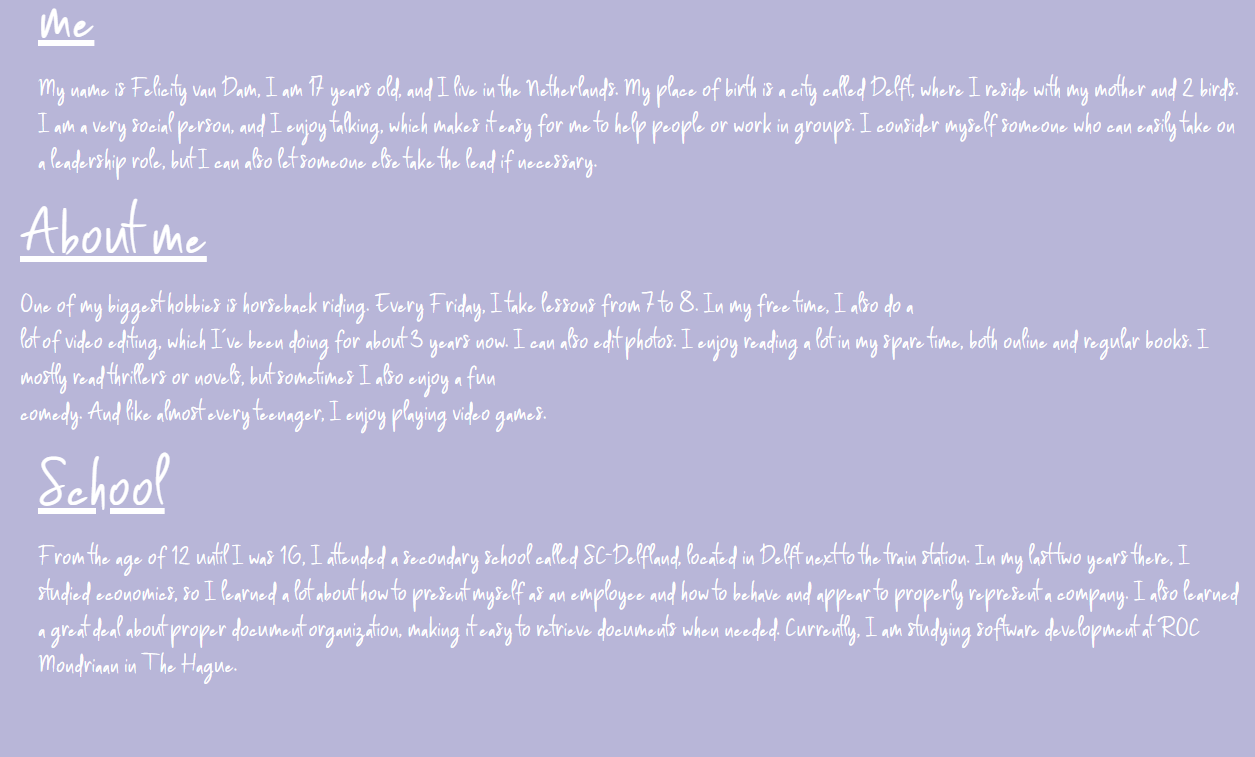 me
My name is Felicity van Dam, I am 17 years old, and I live in the Netherlands. My place of birth is a city called Delft, where I reside with my mother and 2 birds.
I am a very social person, and I enjoy talking, which makes it easy for me to help people or work in groups. I consider myself someone who can easily take on
a leadership role, but I can also let someone else take the lead if necessary.
About me
One of my biggest hobbies is horseback riding. Every Friday, I take lessons from 7 to 8. In my free time, I also do a
lot of video editing, which I've been doing for about 3 years now. I can also edit photos. I enjoy reading a lot in my spare time, both online and regular books. I
mostly read thrillers or novels, but sometimes I also enjoy a fun
comedy. And like almost every teenager, I enjoy playing video games.
School
From the age of 12 until I was 16, I attended a secondary school called SC-Delfland, located in Delft next to the train station. In my last two years there, I
studied economics, so I learned a lot about how to present myself as an employee and how to behave and appear to properly represent a company. I also learned
a great deal about proper document organization, making it easy to retrieve documents when needed. Currently, I am studying software development at ROC
Mondriaan in The Hague.